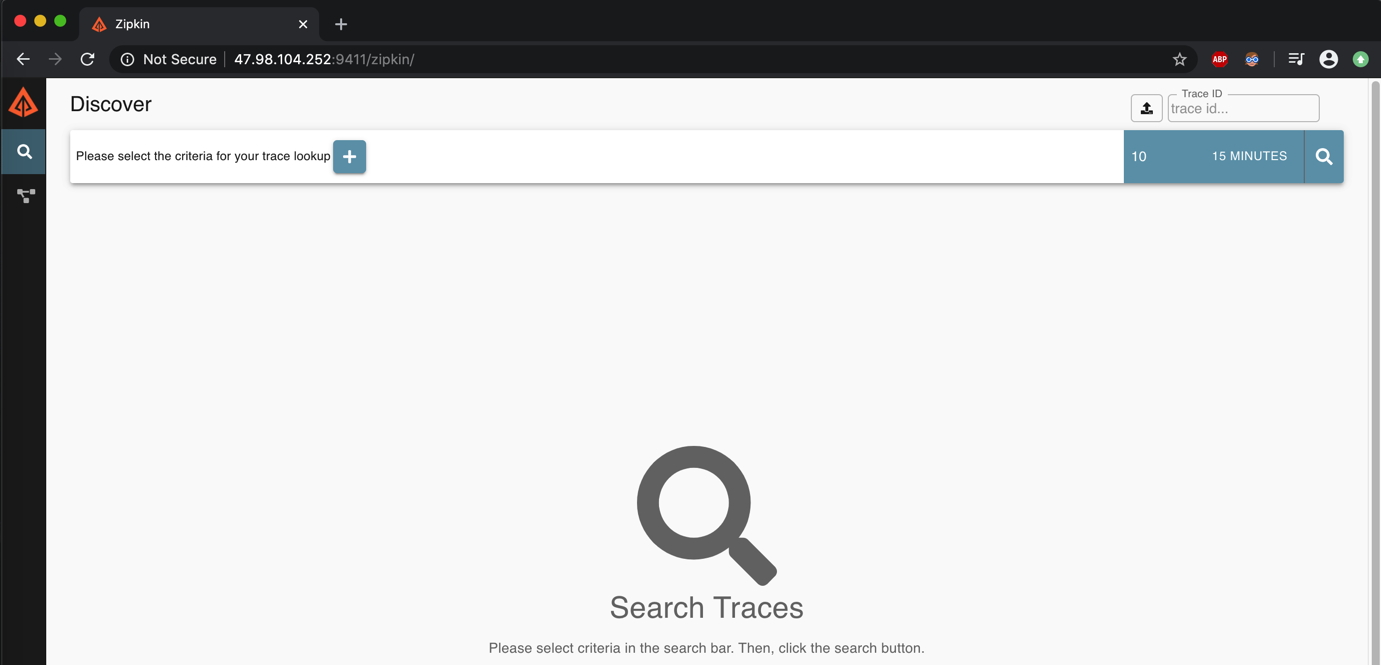 Zipkin
Not Secure 47.98.104.252:9411/zipkin/
ABP
Discover
Trace ID
trace id...
Please select the criteria for your trace lookup
10 15 MINUTES
Search Traces
Please select criteria in the search bar. Then, click the search button.